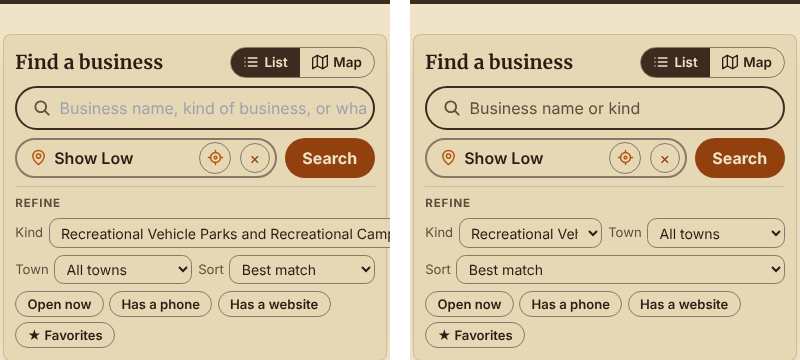 Find a business
List
Map
Business name, kind of business, or wha
Show Low
×
Search
REFINE
Kind
Recreational Vehicle Parks and Recreational Camp
Town
All towns
Sort
Best match
Open now
Has a phone
Has a website
★ Favorites
Find a business
List
Map
Business name or kind
Show Low
×
Search
REFINE
Kind
Recreational Veh
Town
All towns
Sort
Best match
Open now
Has a phone
Has a website
★ Favorites